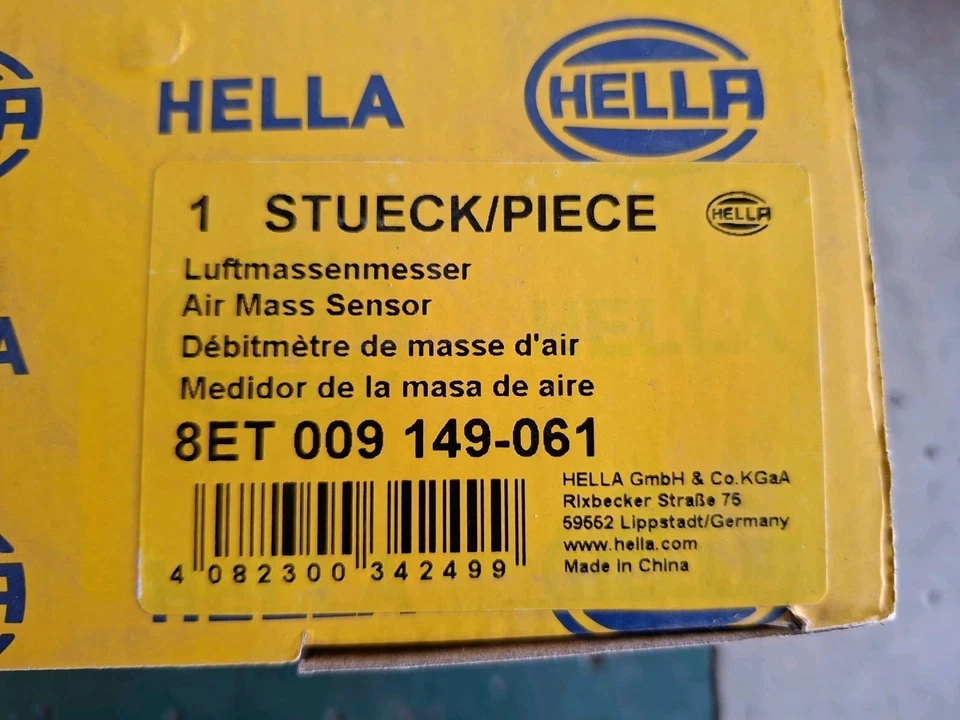 HELLA
HELLA
1 STUECK/PIECE
HELLA
Luftmassenmesser
Air Mass Sensor
Débitmètre de masse d'air
Medidor de la masa de aire
8ET 009 149-061
4 082300 342499
HELLA GmbH & Co.KGaA
Rixbecker Straße 75
59552 Lippstadt/Germany
www.hella.com
Made in China
HELLA